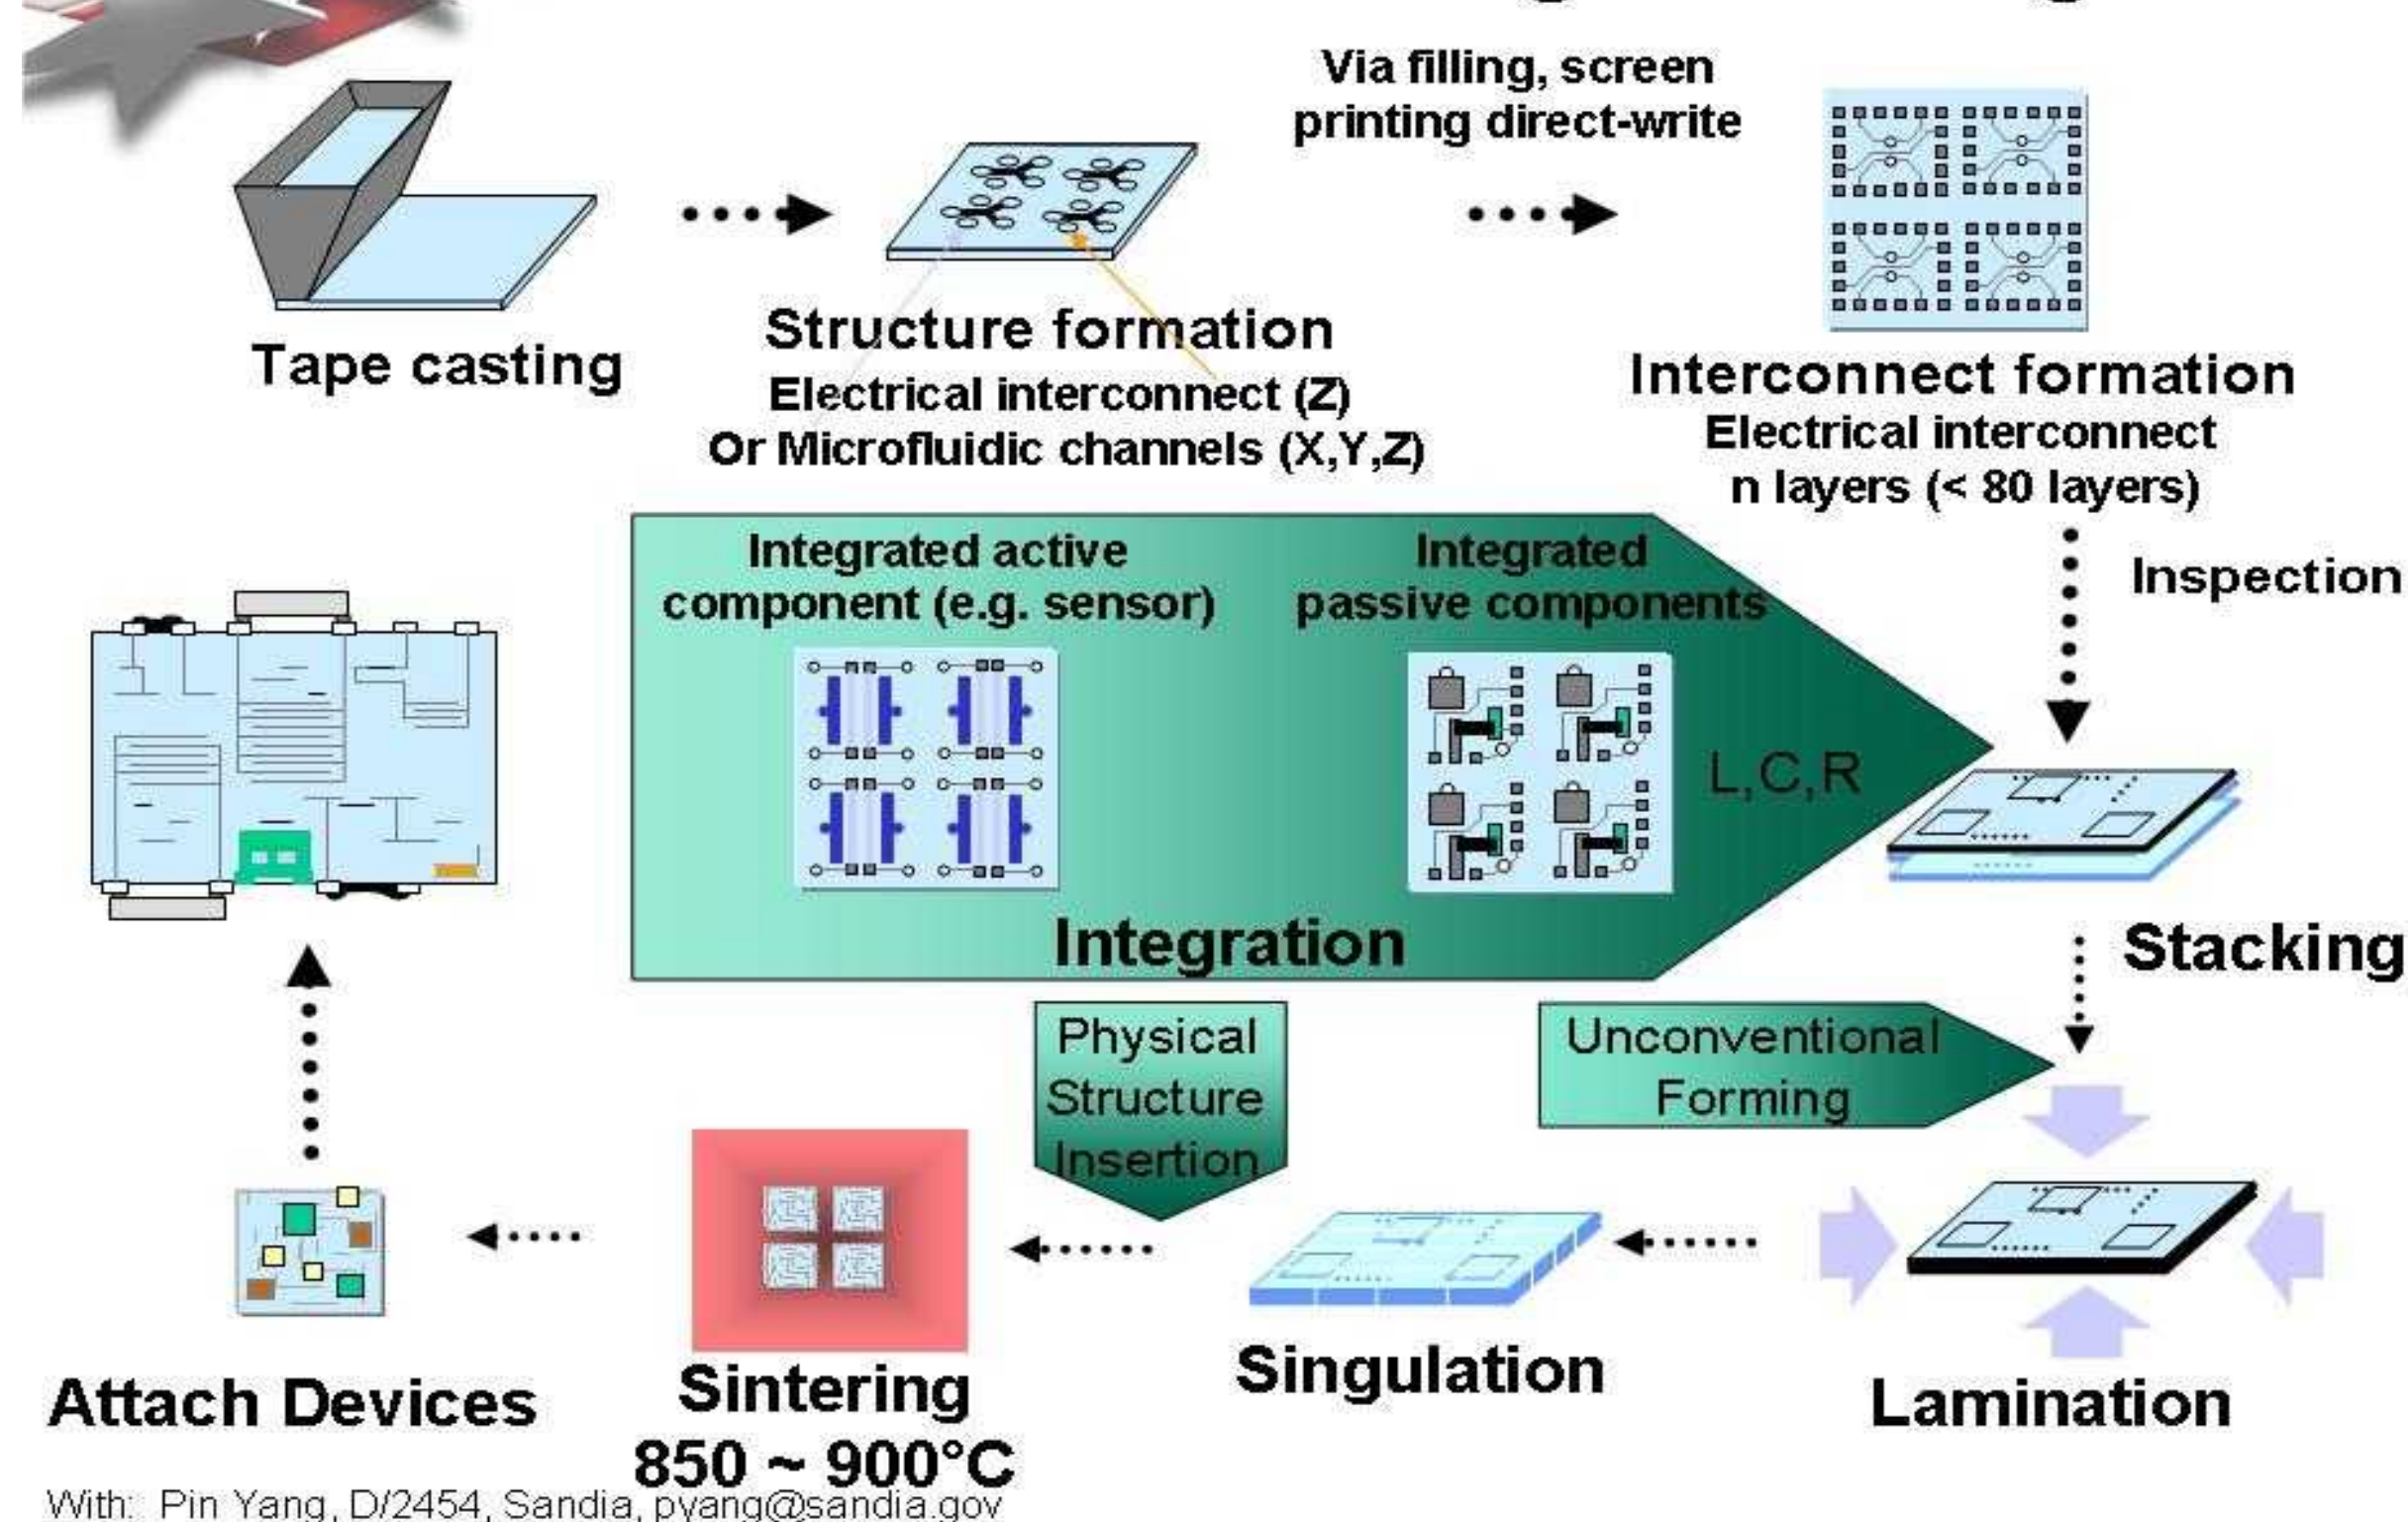 Via filling, screen
printing direct-write
Tape casting
Structure formation
Electrical interconnect (Z)
Or Microfluidic channels (X,Y,Z)
Interconnect formation
Electrical interconnect
n layers (< 80 layers)
Inspection
Integrated active
component (e.g. sensor)
Integrated
passive components
L,C,R
Integration
Stacking
Physical
Structure
Insertion
Unconventional
Forming
Attach Devices
Sintering
850 ~ 900°C
Singulation
Lamination
With: Pin Yang, D/2454, Sandia, pyang@sandia.gov